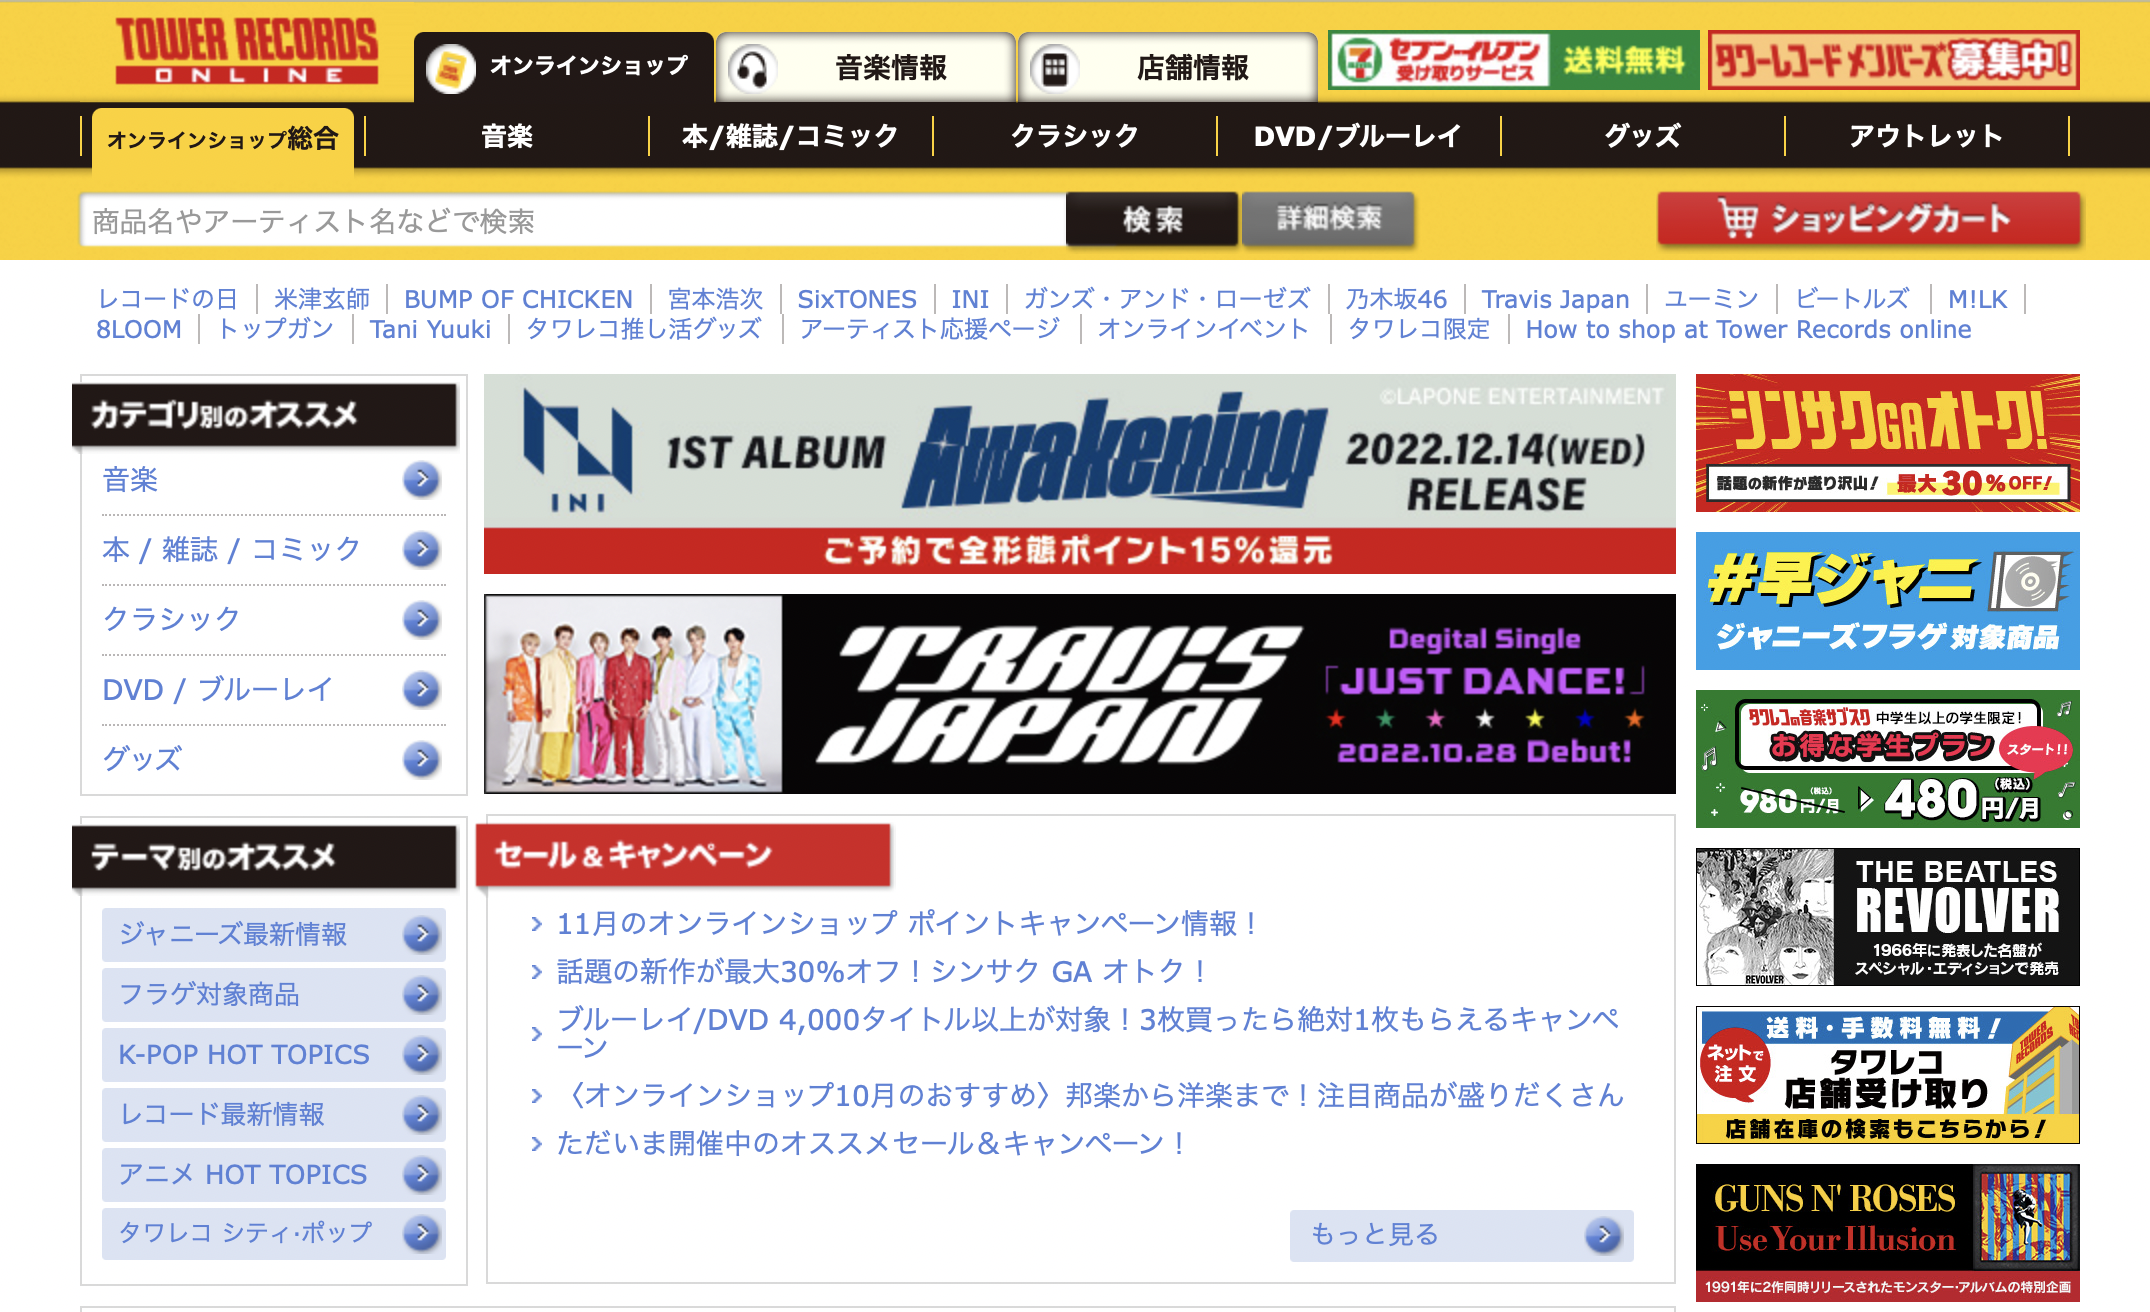 TOWER RECORDS
ONLINE
オンラインショップ
音楽情報
店舗情報
セブン-イレブン
受け取りサービス
送料無料
タワーレコードメンバーズ募集中!
オンラインショップ総合
音楽
本/雑誌/コミック
クラシック
DVD/ブルーレイ
グッズ
アウトレット
商品名やアーティスト名などで検索
検索
詳細検索
ショッピングカート
レコードの日 米津玄師 BUMP OF CHICKEN 宮本浩次 SixTONES INI ガンズ・アンド・ローゼズ 乃木坂46 Travis Japan ユーミン ビートルズ M!LK
8LOOM トップガン Tani Yuuki タワレコ推し活グッズ アーティスト応援ページ オンラインイベント タワレコ限定 How to shop at Tower Records online
カテゴリ別のオススメ
音楽
本 / 雑誌 / コミック
クラシック
DVD / ブルーレイ
グッズ
テーマ別のオススメ
ジャニーズ最新情報
フラゲ対象商品
K-POP HOT TOPICS
レコード最新情報
アニメ HOT TOPICS
タワレコ シティ・ポップ
©LAPONE ENTERTAINMENT
INI
1ST ALBUM
Awakening
2022.12.14(WED)
RELEASE
ご予約で全形態ポイント15%還元
TRAVIS
JAPAN
Degital Single
「JUST DANCE!」
2022.10.28 Debut!
セール＆キャンペーン
11月のオンラインショップ ポイントキャンペーン情報！
話題の新作が最大30%オフ！シンサク GA オトク！
ブルーレイ/DVD 4,000タイトル以上が対象！3枚買ったら絶対1枚もらえるキャンペ
ーン
〈オンラインショップ10月のおすすめ〉邦楽から洋楽まで！注目商品が盛りだくさん
ただいま開催中のオススメセール＆キャンペーン！
もっと見る
シンサクGAオトク!
話題の新作が盛り沢山! 最大30%OFF!
#早ジャニ
ジャニーズフラゲ対象商品
タワレコの音楽サブスク 中学生以上の学生限定!
お得な学生プラン
スタート!!
980円/月(税込) 480円/月(税込)
THE BEATLES
REVOLVER
1966年に発表した名盤が
スペシャル・エディションで発売
REVOLVER
送料・手数料無料!
ネットで
注文
タワレコ
店舗受け取り
TOWER
RECORDS
店舗在庫の検索もこちらから!
GUNS N' ROSES
Use Your Illusion
1991年に2作同時リリースされたモンスター・アルバムの特別企画